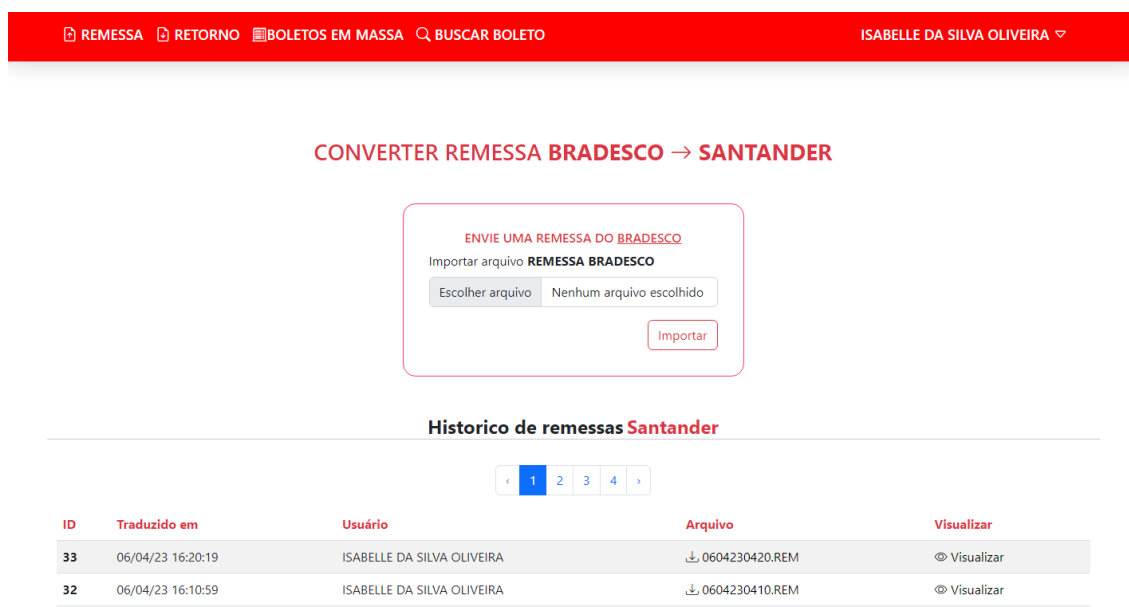 REMESSA RETORNO BOLETOS EM MASSA BUSCAR BOLETO ISABELLE DA SILVA OLIVEIRA
CONVERTER REMESSA BRADESCO → SANTANDER
ENVIE UMA REMESSA DO BRADESCO
Importar arquivo REMESSA BRADESCO
Escolher arquivo Nenhum arquivo escolhido
Importar
Historico de remessas Santander
‹ 1 2 3 4 ›
ID Traduzido em Usuário Arquivo Visualizar
33 06/04/23 16:20:19 ISABELLE DA SILVA OLIVEIRA 0604230420.REM Visualizar
32 06/04/23 16:10:59 ISABELLE DA SILVA OLIVEIRA 0604230410.REM Visualizar